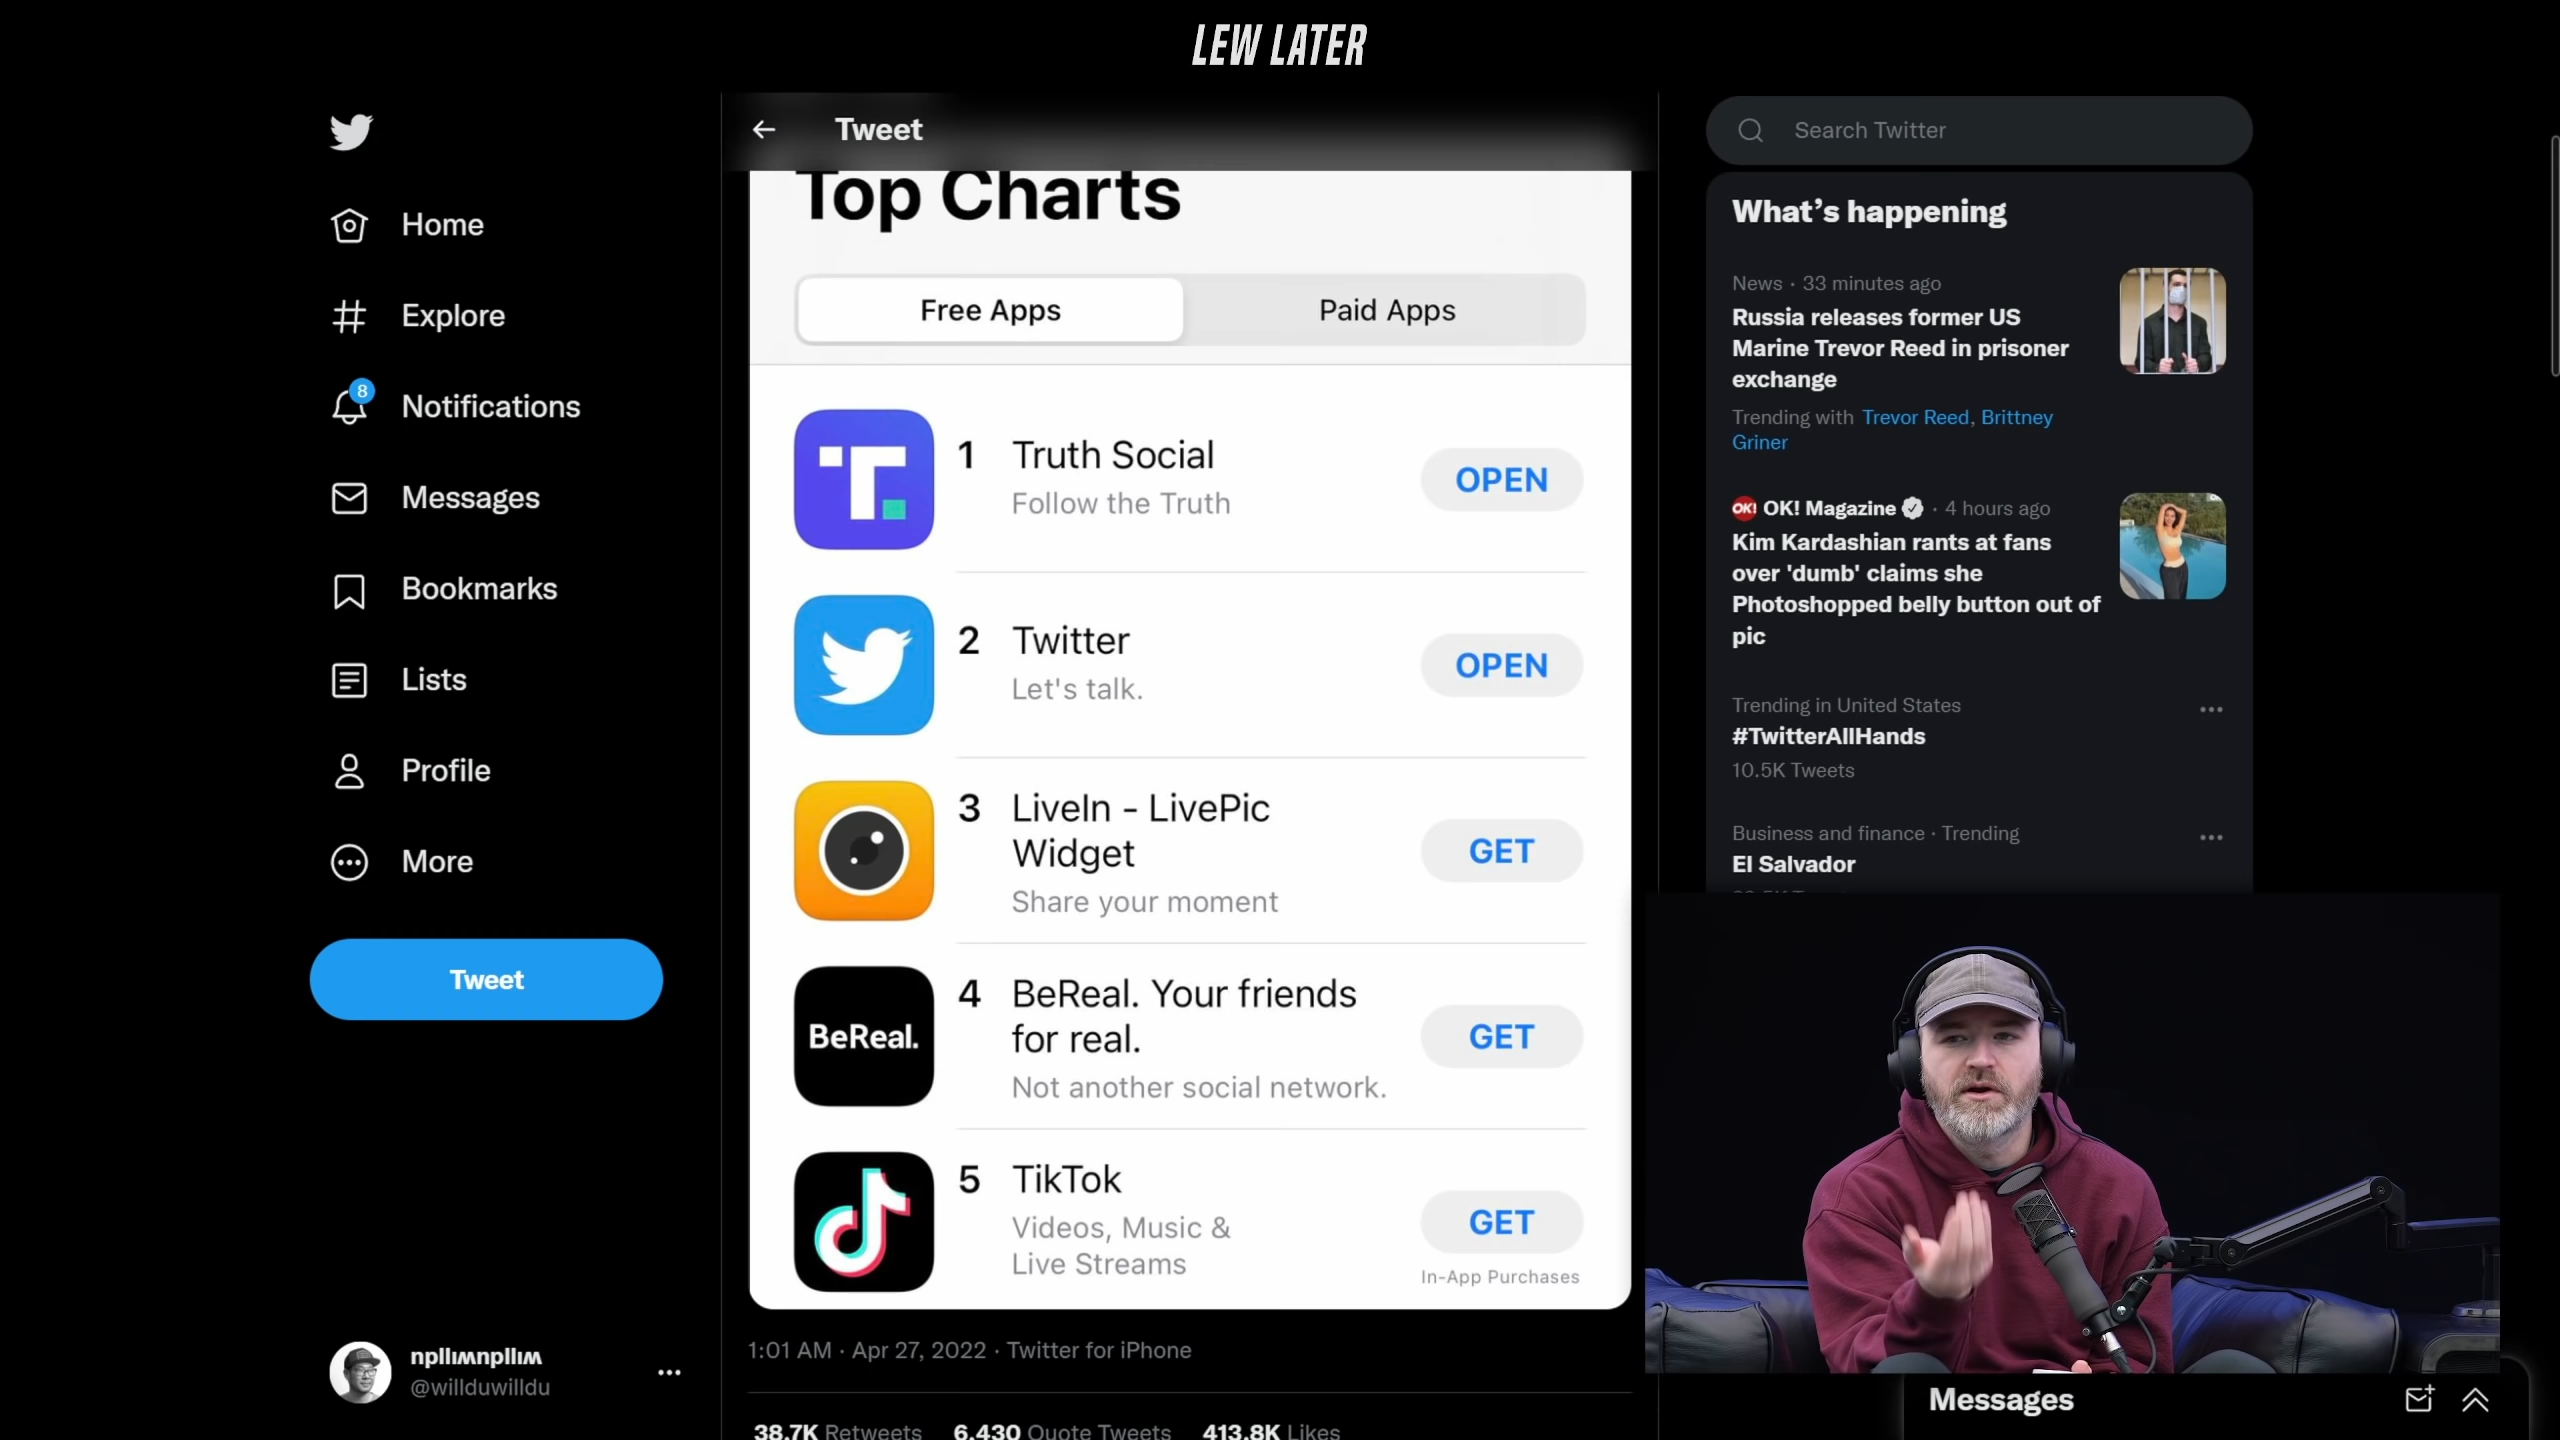 LEW LATER
Home
Explore
8
Notifications
Messages
Bookmarks
Lists
Profile
More
Tweet
npllıʍnpllıʍ
@willduwilldu
Tweet
Top Charts
Free Apps
Paid Apps
1
Truth Social
Follow the Truth
OPEN
2
Twitter
Let's talk.
OPEN
3
LiveIn - LivePic
Widget
Share your moment
GET
BeReal.
4
BeReal. Your friends
for real.
Not another social network.
GET
5
TikTok
Videos, Music &
Live Streams
GET
In-App Purchases
1:01 AM · Apr 27, 2022 · Twitter for iPhone
38.7K Retweets 6,430 Quote Tweets 413.8K Likes
Search Twitter
What's happening
News · 33 minutes ago
Russia releases former US
Marine Trevor Reed in prisoner
exchange
Trending with Trevor Reed, Brittney
Griner
OK! OK! Magazine · 4 hours ago
Kim Kardashian rants at fans
over 'dumb' claims she
Photoshopped belly button out of
pic
Trending in United States
#TwitterAllHands
10.5K Tweets
Business and finance · Trending
El Salvador
Messages